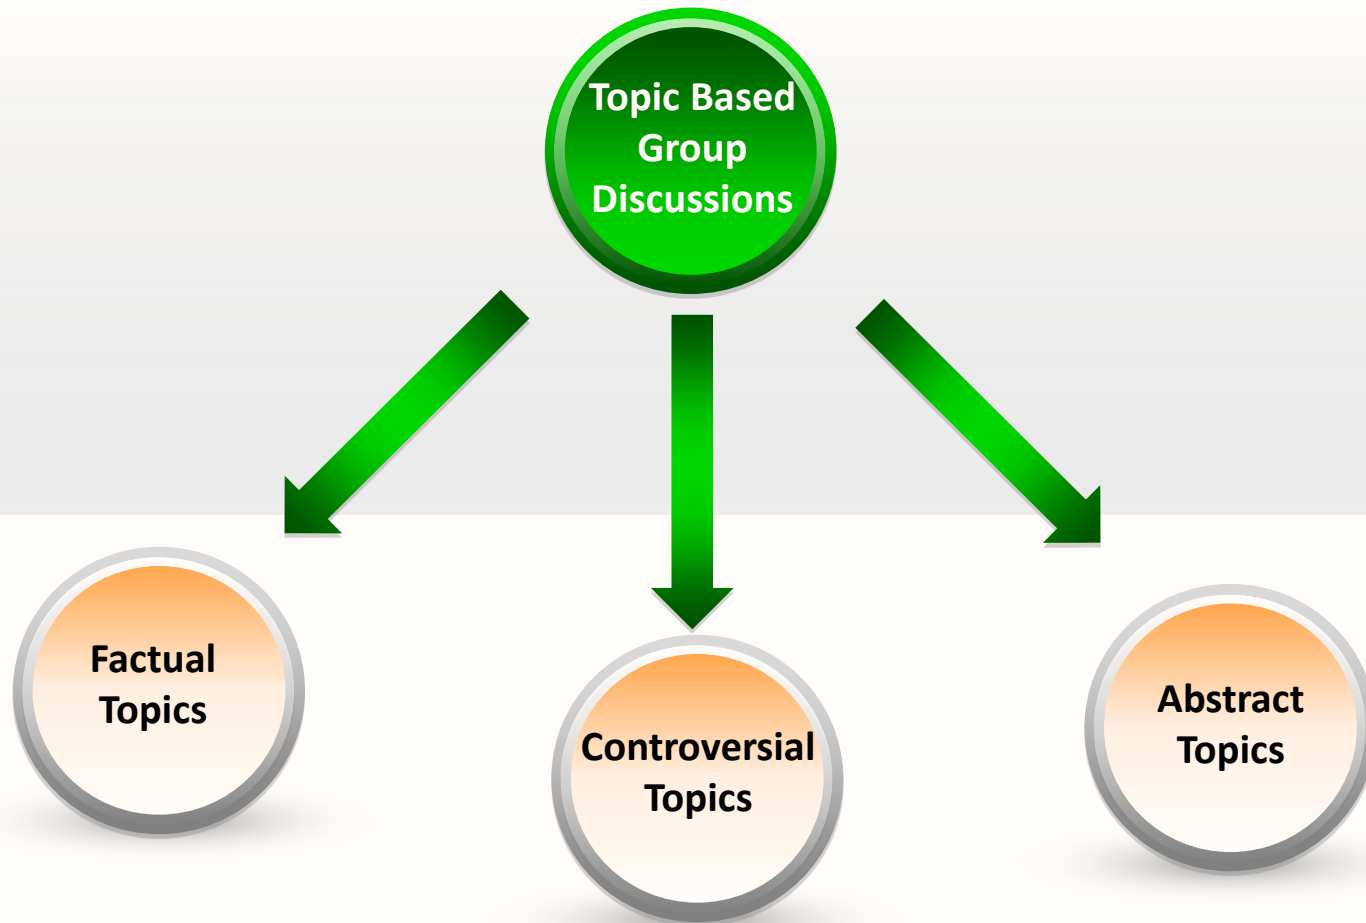 Topic Based
Group
Discussions
Factual
Topics
Controversial
Topics
Abstract
Topics